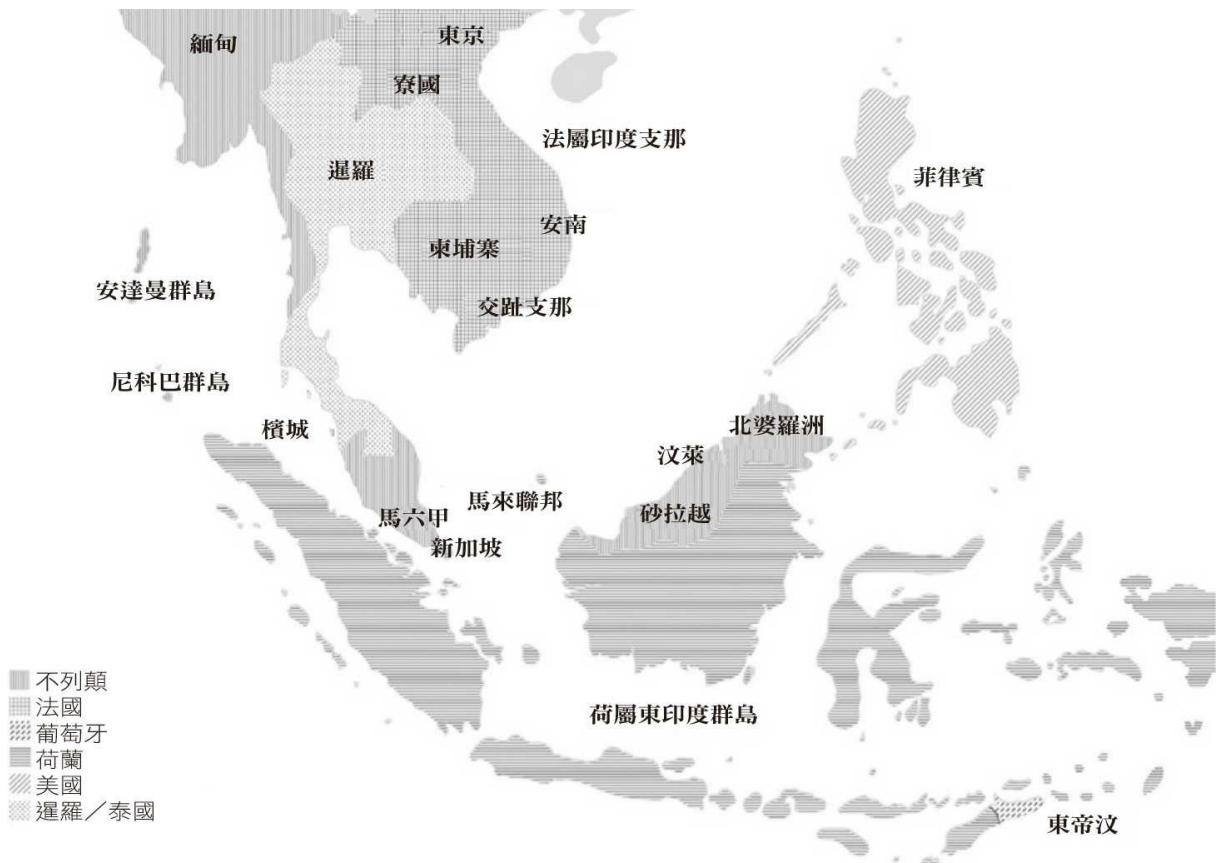 緬甸
東京
寮國
法屬印度支那
暹羅
菲律賓
安南
柬埔寨
安達曼群島
交趾支那
尼科巴群島
檳城
北婆羅洲
汶萊
馬來聯邦
砂拉越
馬六甲
新加坡
荷屬東印度群島
東帝汶
不列顛
法國
葡萄牙
荷蘭
美國
暹羅／泰國